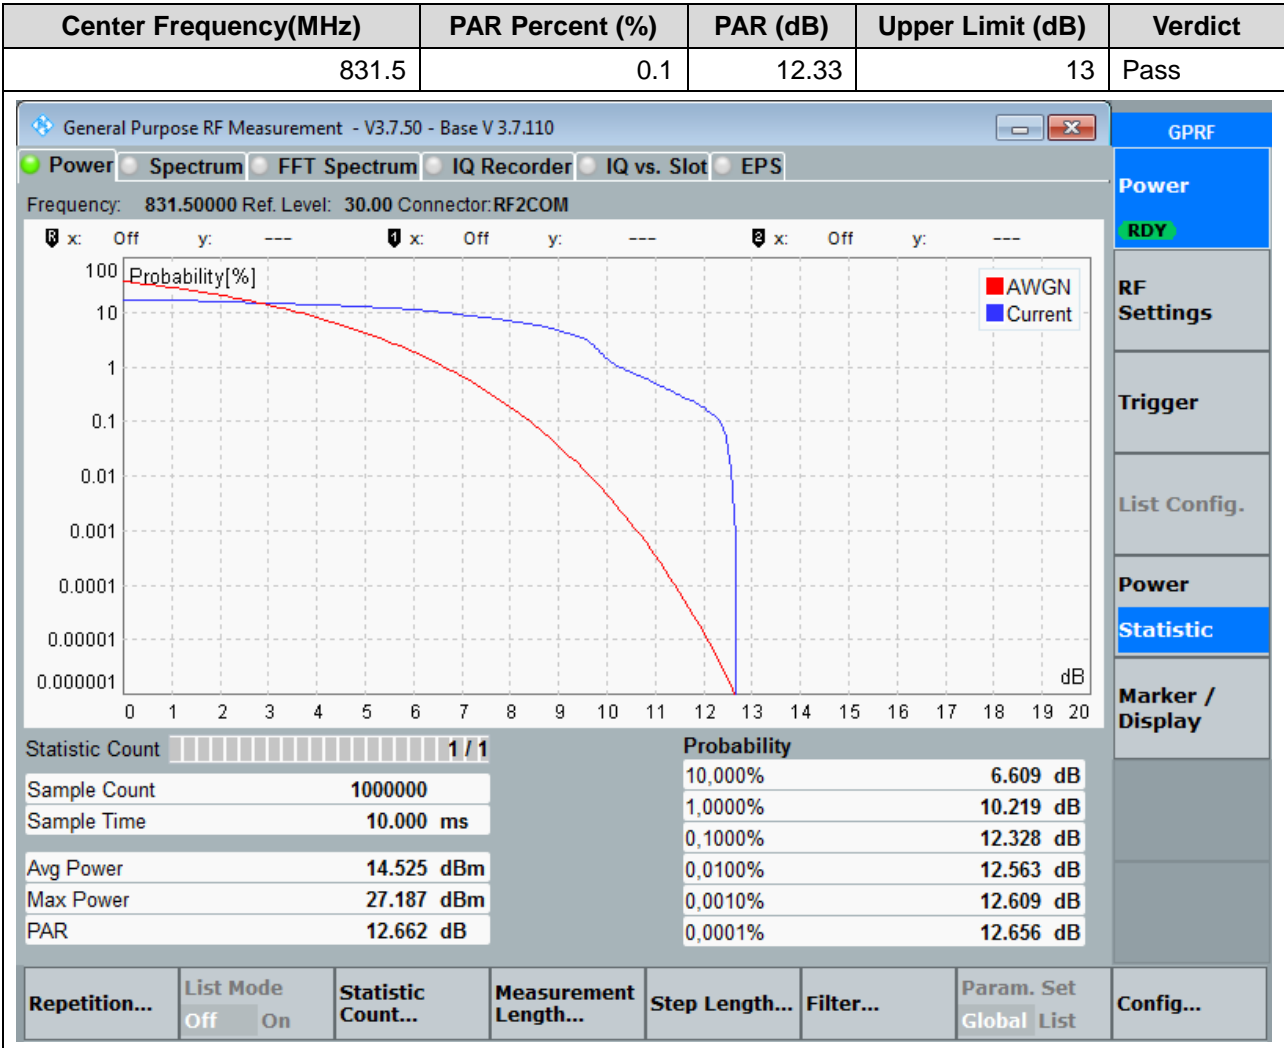 Center Frequency(MHz) PAR Percent (%) PAR (dB) Upper Limit (dB) Verdict
831.5 0.1 12.33 13 Pass
General Purpose RF Measurement - V3.7.50 - Base V 3.7.110
GPRF
Power Spectrum FFT Spectrum IQ Recorder IQ vs. Slot EPS
Power
RDY
Frequency: 831.50000 Ref. Level: 30.00 Connector: RF2COM
R x: Off y: --- 1 x: Off y: --- 2 x: Off y: ---
Probability[%]
AWGN
Current
100
10
1
0.1
0.01
0.001
0.0001
0.00001
0.000001
dB
0 1 2 3 4 5 6 7 8 9 10 11 12 13 14 15 16 17 18 19 20
RF
Settings
Trigger
List Config.
Power
Statistic
Marker /
Display
Statistic Count 1 / 1
Sample Count 1000000
Sample Time 10.000 ms
Avg Power 14.525 dBm
Max Power 27.187 dBm
PAR 12.662 dB
Probability
10,000% 6.609 dB
1,0000% 10.219 dB
0,1000% 12.328 dB
0,0100% 12.563 dB
0,0010% 12.609 dB
0,0001% 12.656 dB
Repetition...
List Mode
Off On
Statistic
Count...
Measurement
Length...
Step Length...
Filter...
Param. Set
Global List
Config...